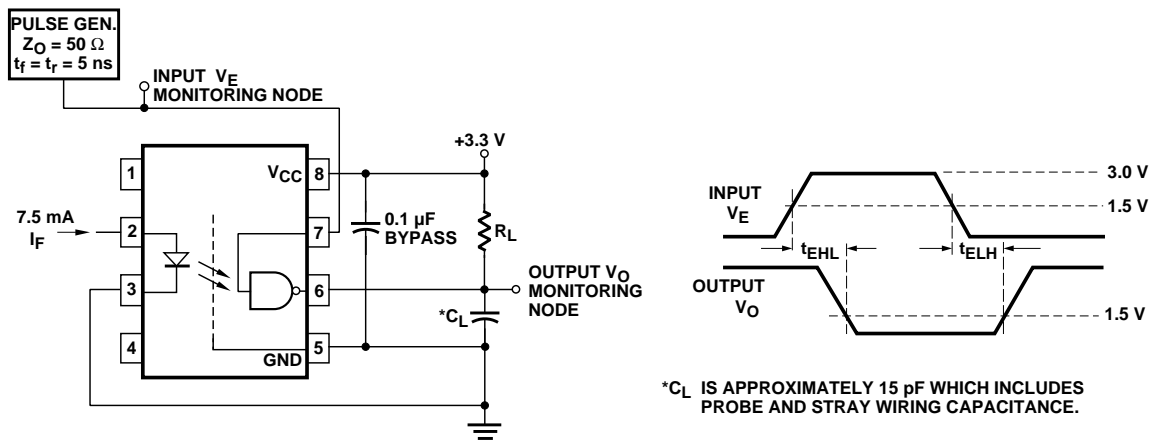 PULSE GEN.
ZO = 50 Ω
tf = tr = 5 ns
INPUT VE
MONITORING NODE
+3.3 V
1
VCC
8
7.5 mA
IF
2
7
0.1 µF
BYPASS
RL
3
6
OUTPUT VO
MONITORING
NODE
*CL
4
GND
5
INPUT
VE
3.0 V
1.5 V
tEHL
tELH
OUTPUT
VO
1.5 V
*CL IS APPROXIMATELY 15 pF WHICH INCLUDES
PROBE AND STRAY WIRING CAPACITANCE.